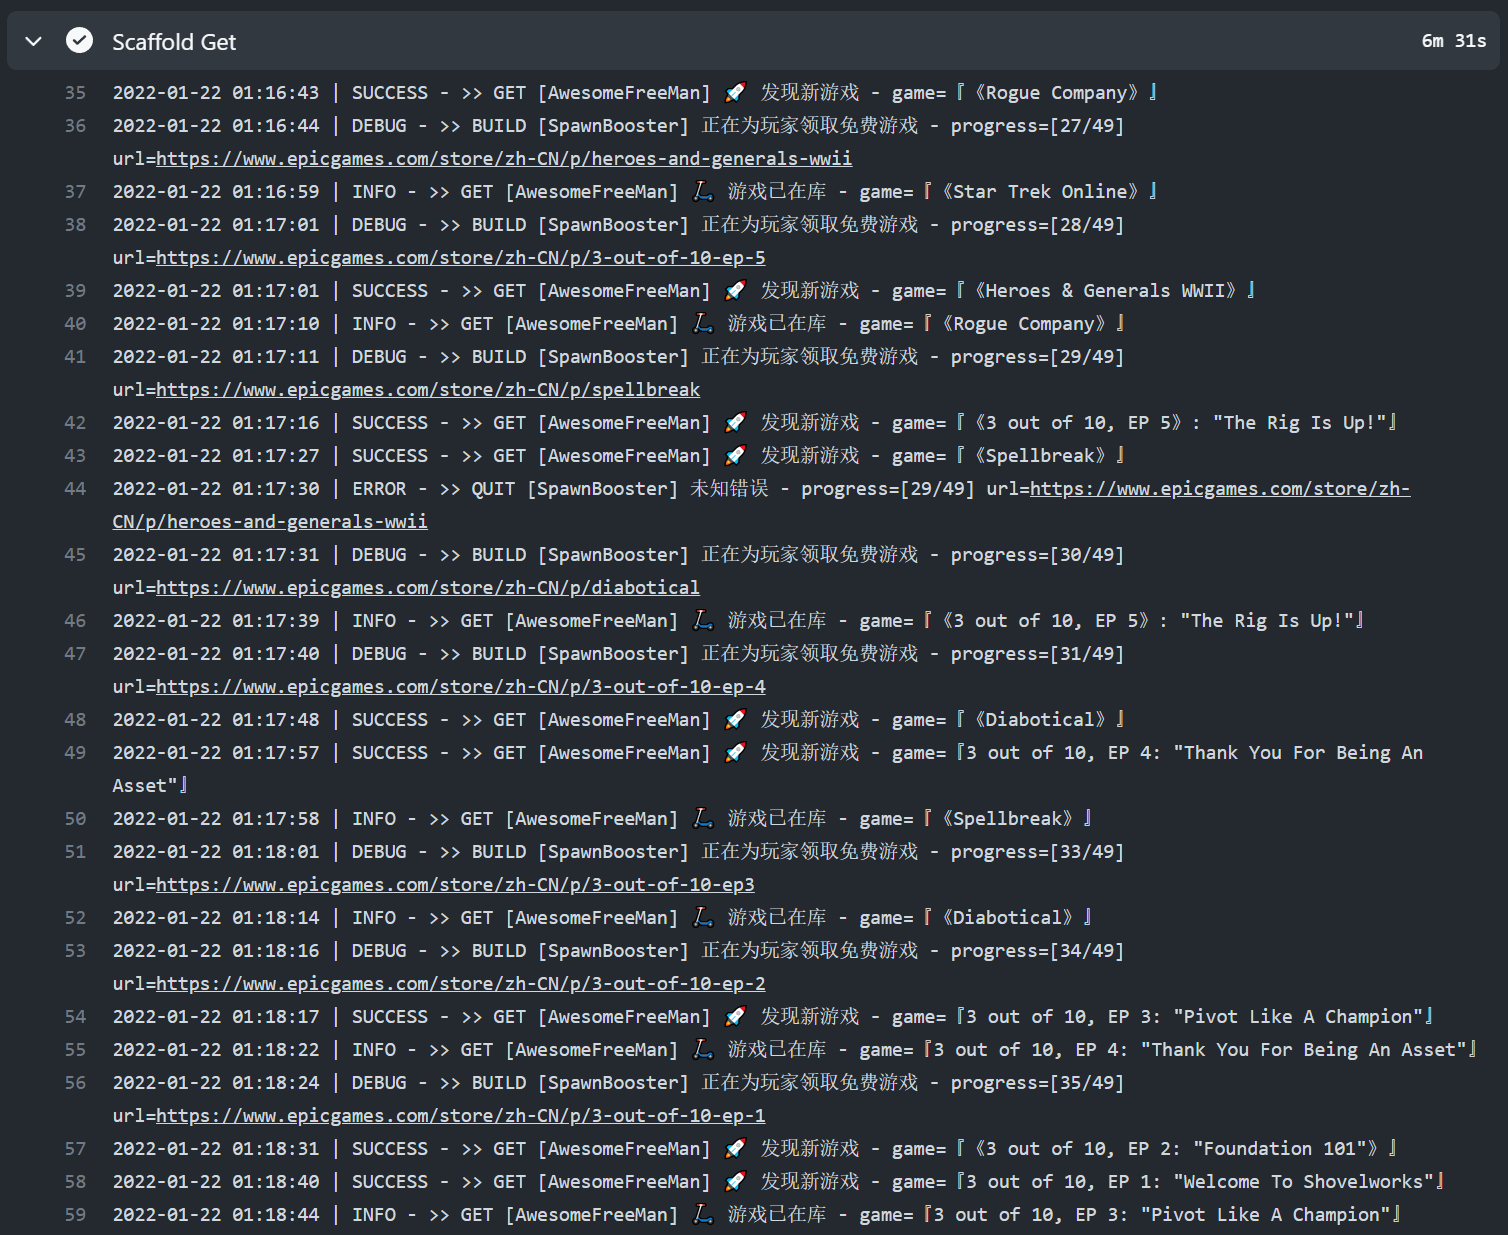 Scaffold Get 6m 31s
35 2022-01-22 01:16:43 | SUCCESS - >> GET [AwesomeFreeMan] 🚀 发现新游戏 - game=『《Rogue Company》』
36 2022-01-22 01:16:44 | DEBUG - >> BUILD [SpawnBooster] 正在为玩家领取免费游戏 - progress=[27/49]
url=https://www.epicgames.com/store/zh-CN/p/heroes-and-generals-wwii
37 2022-01-22 01:16:59 | INFO - >> GET [AwesomeFreeMan] 🛴 游戏已在库 - game=『《Star Trek Online》』
38 2022-01-22 01:17:01 | DEBUG - >> BUILD [SpawnBooster] 正在为玩家领取免费游戏 - progress=[28/49]
url=https://www.epicgames.com/store/zh-CN/p/3-out-of-10-ep-5
39 2022-01-22 01:17:01 | SUCCESS - >> GET [AwesomeFreeMan] 🚀 发现新游戏 - game=『《Heroes & Generals WWII》』
40 2022-01-22 01:17:10 | INFO - >> GET [AwesomeFreeMan] 🛴 游戏已在库 - game=『《Rogue Company》』
41 2022-01-22 01:17:11 | DEBUG - >> BUILD [SpawnBooster] 正在为玩家领取免费游戏 - progress=[29/49]
url=https://www.epicgames.com/store/zh-CN/p/spellbreak
42 2022-01-22 01:17:16 | SUCCESS - >> GET [AwesomeFreeMan] 🚀 发现新游戏 - game=『《3 out of 10, EP 5》: "The Rig Is Up!"』
43 2022-01-22 01:17:27 | SUCCESS - >> GET [AwesomeFreeMan] 🚀 发现新游戏 - game=『《Spellbreak》』
44 2022-01-22 01:17:30 | ERROR - >> QUIT [SpawnBooster] 未知错误 - progress=[29/49] url=https://www.epicgames.com/store/zh-
CN/p/heroes-and-generals-wwii
45 2022-01-22 01:17:31 | DEBUG - >> BUILD [SpawnBooster] 正在为玩家领取免费游戏 - progress=[30/49]
url=https://www.epicgames.com/store/zh-CN/p/diabotical
46 2022-01-22 01:17:39 | INFO - >> GET [AwesomeFreeMan] 🛴 游戏已在库 - game=『《3 out of 10, EP 5》: "The Rig Is Up!"』
47 2022-01-22 01:17:40 | DEBUG - >> BUILD [SpawnBooster] 正在为玩家领取免费游戏 - progress=[31/49]
url=https://www.epicgames.com/store/zh-CN/p/3-out-of-10-ep-4
48 2022-01-22 01:17:48 | SUCCESS - >> GET [AwesomeFreeMan] 🚀 发现新游戏 - game=『《Diabotical》』
49 2022-01-22 01:17:57 | SUCCESS - >> GET [AwesomeFreeMan] 🚀 发现新游戏 - game=『3 out of 10, EP 4: "Thank You For Being An
Asset"』
50 2022-01-22 01:17:58 | INFO - >> GET [AwesomeFreeMan] 🛴 游戏已在库 - game=『《Spellbreak》』
51 2022-01-22 01:18:01 | DEBUG - >> BUILD [SpawnBooster] 正在为玩家领取免费游戏 - progress=[33/49]
url=https://www.epicgames.com/store/zh-CN/p/3-out-of-10-ep3
52 2022-01-22 01:18:14 | INFO - >> GET [AwesomeFreeMan] 🛴 游戏已在库 - game=『《Diabotical》』
53 2022-01-22 01:18:16 | DEBUG - >> BUILD [SpawnBooster] 正在为玩家领取免费游戏 - progress=[34/49]
url=https://www.epicgames.com/store/zh-CN/p/3-out-of-10-ep-2
54 2022-01-22 01:18:17 | SUCCESS - >> GET [AwesomeFreeMan] 🚀 发现新游戏 - game=『3 out of 10, EP 3: "Pivot Like A Champion"』
55 2022-01-22 01:18:22 | INFO - >> GET [AwesomeFreeMan] 🛴 游戏已在库 - game=『3 out of 10, EP 4: "Thank You For Being An Asset"』
56 2022-01-22 01:18:24 | DEBUG - >> BUILD [SpawnBooster] 正在为玩家领取免费游戏 - progress=[35/49]
url=https://www.epicgames.com/store/zh-CN/p/3-out-of-10-ep-1
57 2022-01-22 01:18:31 | SUCCESS - >> GET [AwesomeFreeMan] 🚀 发现新游戏 - game=『《3 out of 10, EP 2: "Foundation 101"》』
58 2022-01-22 01:18:40 | SUCCESS - >> GET [AwesomeFreeMan] 🚀 发现新游戏 - game=『3 out of 10, EP 1: "Welcome To Shovelworks"』
59 2022-01-22 01:18:44 | INFO - >> GET [AwesomeFreeMan] 🛴 游戏已在库 - game=『3 out of 10, EP 3: "Pivot Like A Champion"』